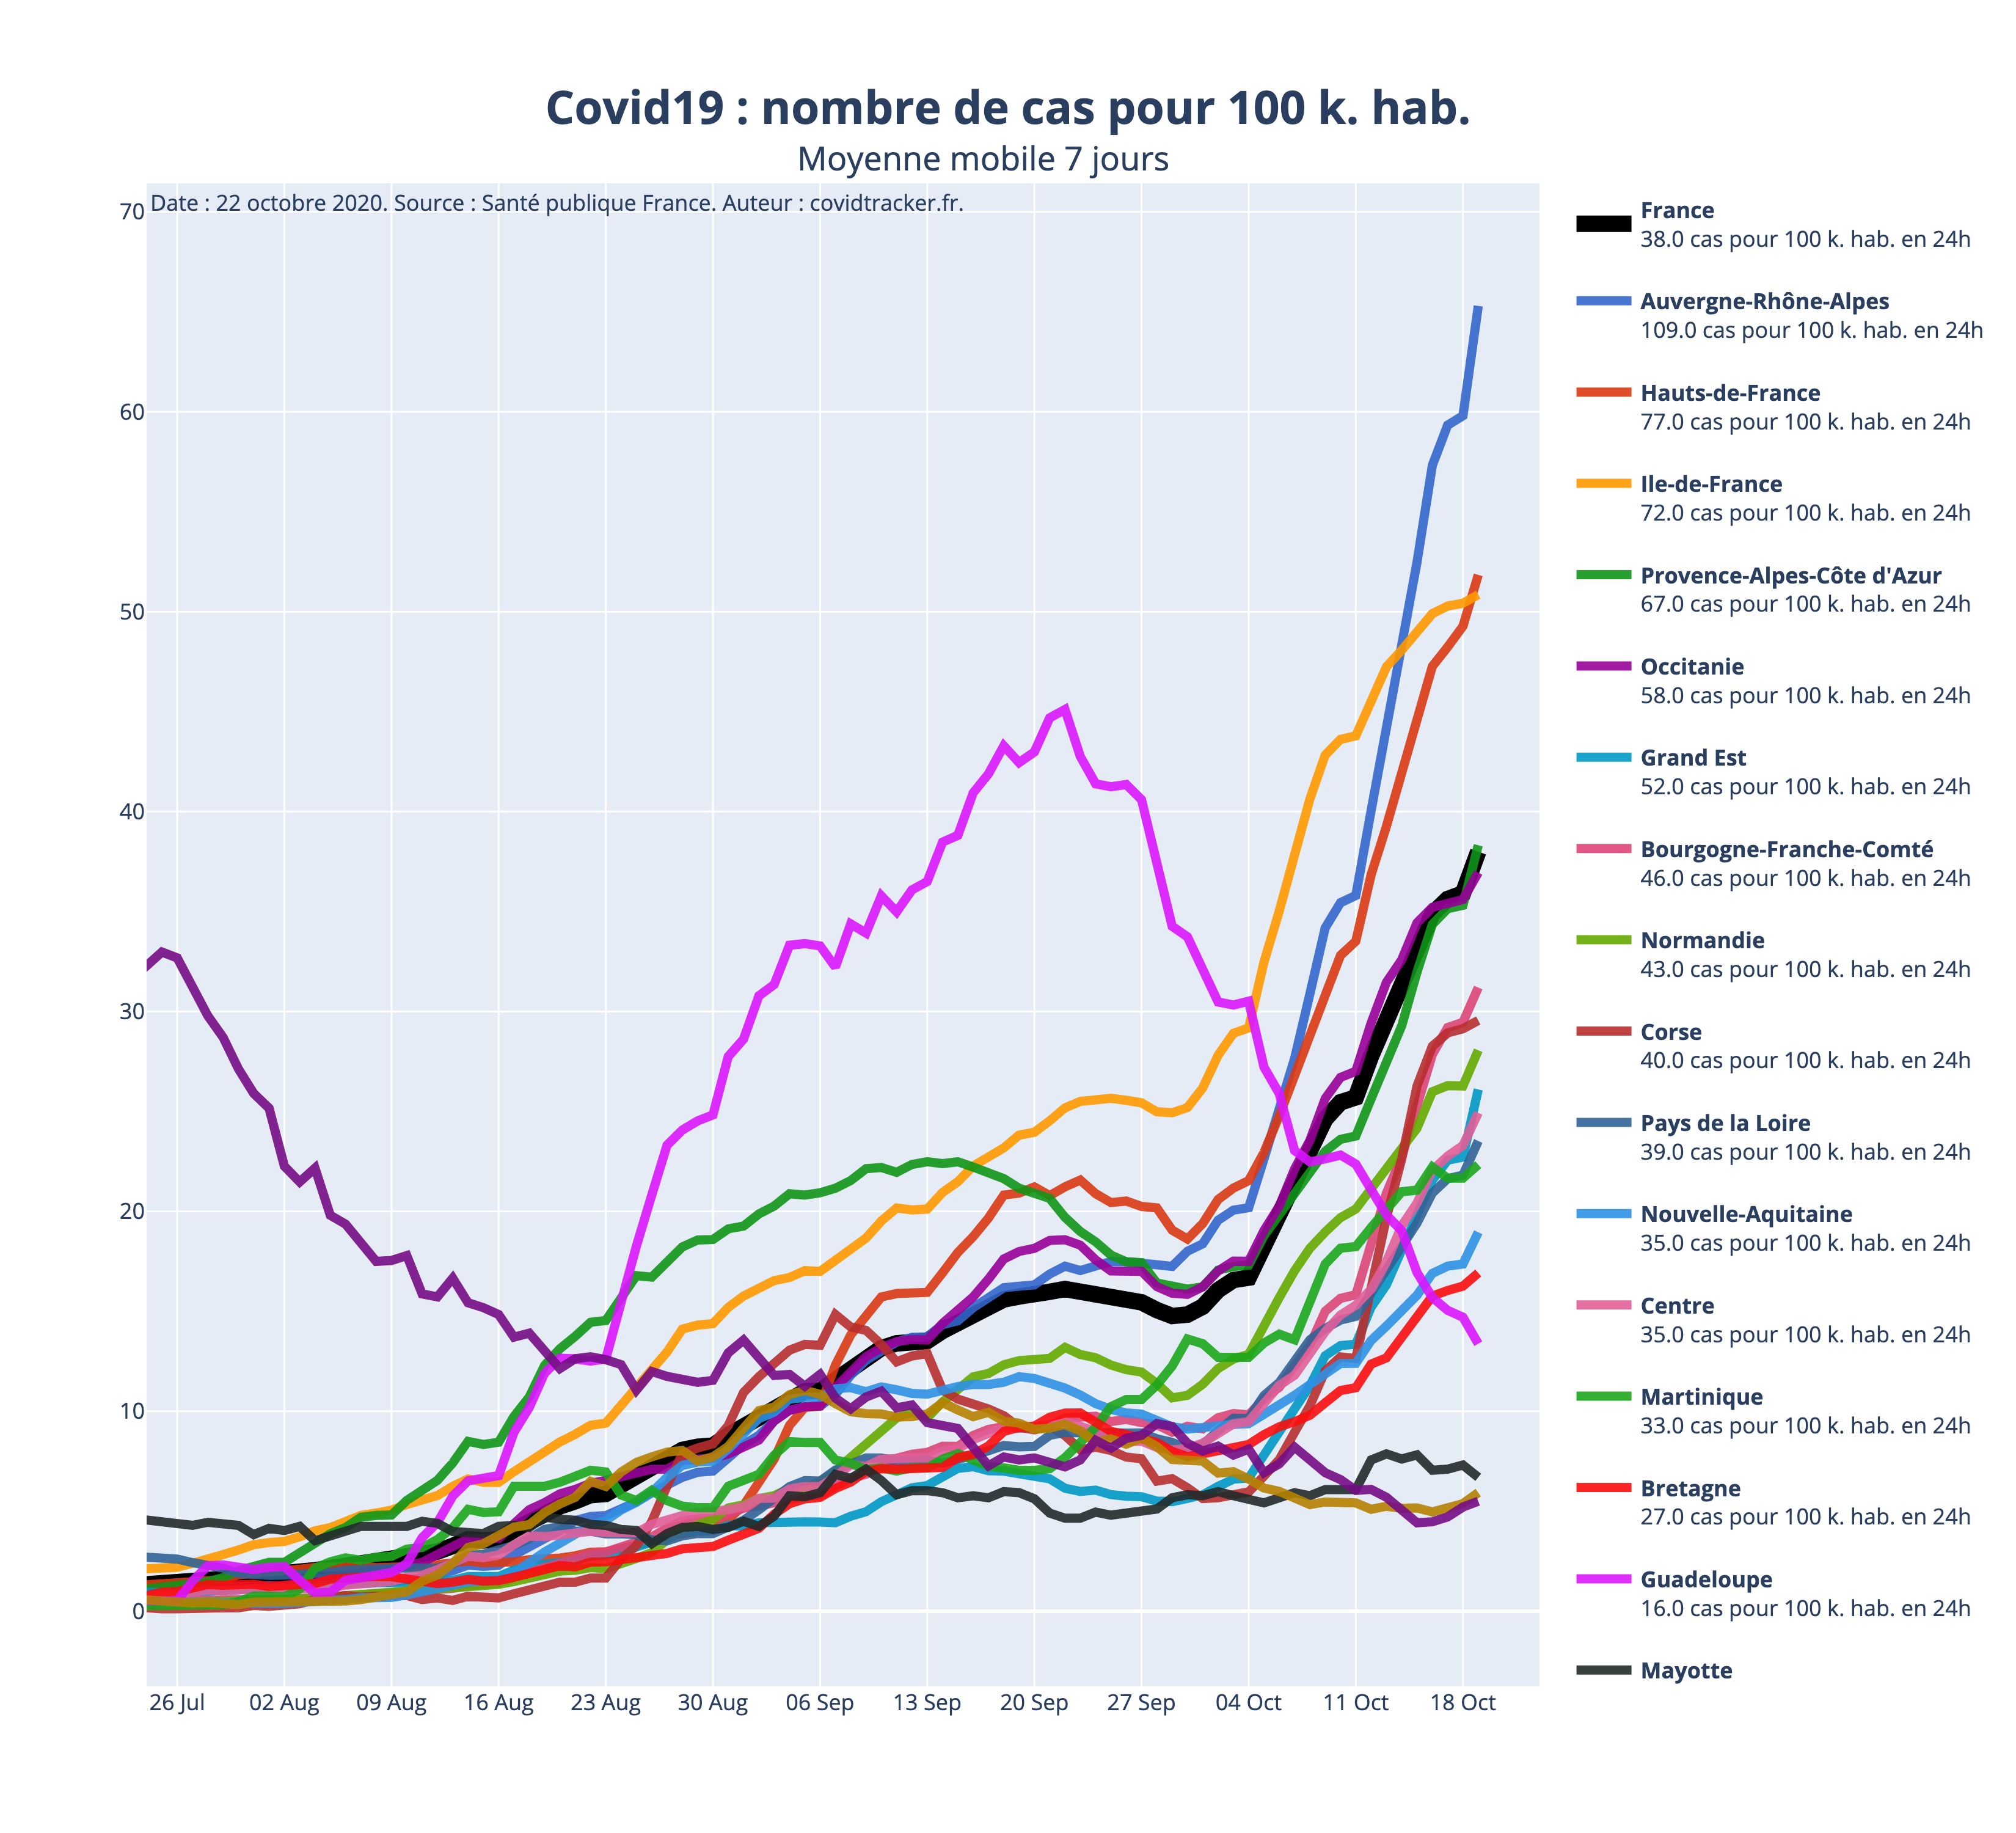 Covid19 : nombre de cas pour 100 k. hab.
Moyenne mobile 7 jours
Date : 22 octobre 2020. Source : Santé publique France. Auteur : covidtracker.fr.
70
60
50
40
30
20
10
0
26 Jul
02 Aug
09 Aug
16 Aug
23 Aug
30 Aug
06 Sep
13 Sep
20 Sep
27 Sep
04 Oct
11 Oct
18 Oct
France
38.0 cas pour 100 k. hab. en 24h
Auvergne-Rhône-Alpes
109.0 cas pour 100 k. hab. en 24h
Hauts-de-France
77.0 cas pour 100 k. hab. en 24h
Ile-de-France
72.0 cas pour 100 k. hab. en 24h
Provence-Alpes-Côte d'Azur
67.0 cas pour 100 k. hab. en 24h
Occitanie
58.0 cas pour 100 k. hab. en 24h
Grand Est
52.0 cas pour 100 k. hab. en 24h
Bourgogne-Franche-Comté
46.0 cas pour 100 k. hab. en 24h
Normandie
43.0 cas pour 100 k. hab. en 24h
Corse
40.0 cas pour 100 k. hab. en 24h
Pays de la Loire
39.0 cas pour 100 k. hab. en 24h
Nouvelle-Aquitaine
35.0 cas pour 100 k. hab. en 24h
Centre
35.0 cas pour 100 k. hab. en 24h
Martinique
33.0 cas pour 100 k. hab. en 24h
Bretagne
27.0 cas pour 100 k. hab. en 24h
Guadeloupe
16.0 cas pour 100 k. hab. en 24h
Mayotte